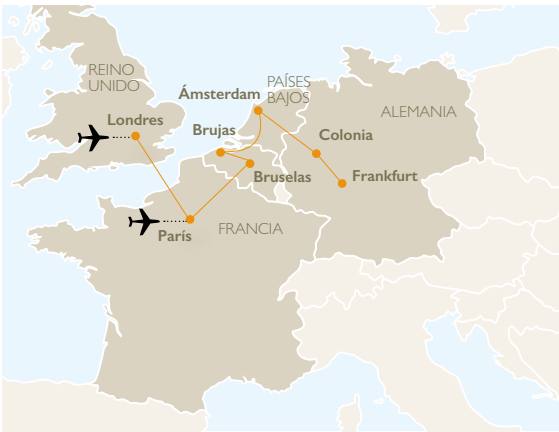 REINO
UNIDO
PAÍSES
BAJOS
Ámsterdam
ALEMANIA
Londres
Brujas
Colonia
Bruselas
Frankfurt
París
FRANCIA